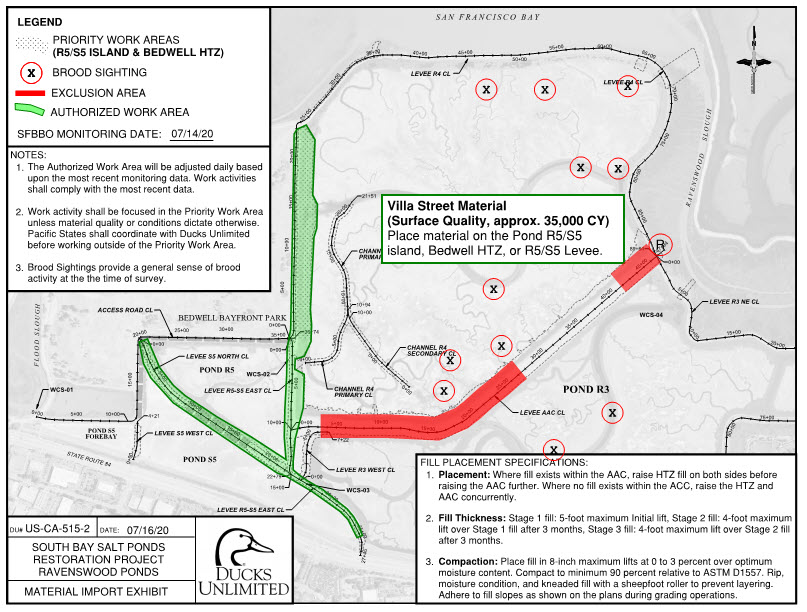 SAN FRANCISCO BAY
LEGEND
PRIORITY WORK AREAS
(R5/S5 ISLAND & BEDWELL HTZ)
X BROOD SIGHTING
EXCLUSION AREA
AUTHORIZED WORK AREA
SFBBO MONITORING DATE: 07/14/20
NOTES:
1. The Authorized Work Area will be adjusted daily based
upon the most recent monitoring data. Work activities
shall comply with the most recent data.
2. Work activity shall be focused in the Priority Work Area
unless material quality or conditions dictate otherwise.
Pacific States shall coordinate with Ducks Unlimited
before working outside of the Priority Work Area.
3. Brood Sightings provide a general sense of brood
activity at the the time of survey.
LEVEE R4 CL
LEVEE R4 CL
RAVENSWOOD SLOUGH
Villa Street Material
(Surface Quality, approx. 35,000 CY)
Place material on the Pond R5/S5
island, Bedwell HTZ, or R5/S5 Levee.
21+51
R
LEVEE R3 NE CL
WCS-04
FLOOD SLOUGH
ACCESS ROAD CL
BEDWELL BAYFRONT PARK
10+94
LEVEE S5 NORTH CL
POND R5
WCS-02
LEVEE R5-S5 EAST CL
CHANNEL R4
SECONDARY CL
CHANNEL R4
PRIMARY CL
WCS-01
4+21
POND S5
FOREBAY
LEVEE S5 WEST CL
STATE ROUTE 84
POND S5
POND R3
LEVEE AAC CL
7+22
LEVEE R3 WEST CL
WCS-03
LEVEE R5-S5 EAST CL
FILL PLACEMENT SPECIFICATIONS:
1. Placement: Where fill exists within the AAC, raise HTZ fill on both sides before
raising the AAC further. Where no fill exists within the ACC, raise the HTZ and
AAC concurrently.
2. Fill Thickness: Stage 1 fill: 5-foot maximum Initial lift, Stage 2 fill: 4-foot maximum
lift over Stage 1 fill after 3 months, Stage 3 fill: 4-foot maximum lift over Stage 2 fill
after 3 months.
3. Compaction: Place fill in 8-inch maximum lifts at 0 to 3 percent over optimum
moisture content. Compact to minimum 90 percent relative to ASTM D1557. Rip,
moisture condition, and kneaded fill with a sheepfoot roller to prevent layering.
Adhere to fill slopes as shown on the plans during grading operations.
DU# US-CA-515-2 DATE: 07/16/20
SOUTH BAY SALT PONDS
RESTORATION PROJECT
RAVENSWOOD PONDS
MATERIAL IMPORT EXHIBIT
DUCKS
UNLIMITED